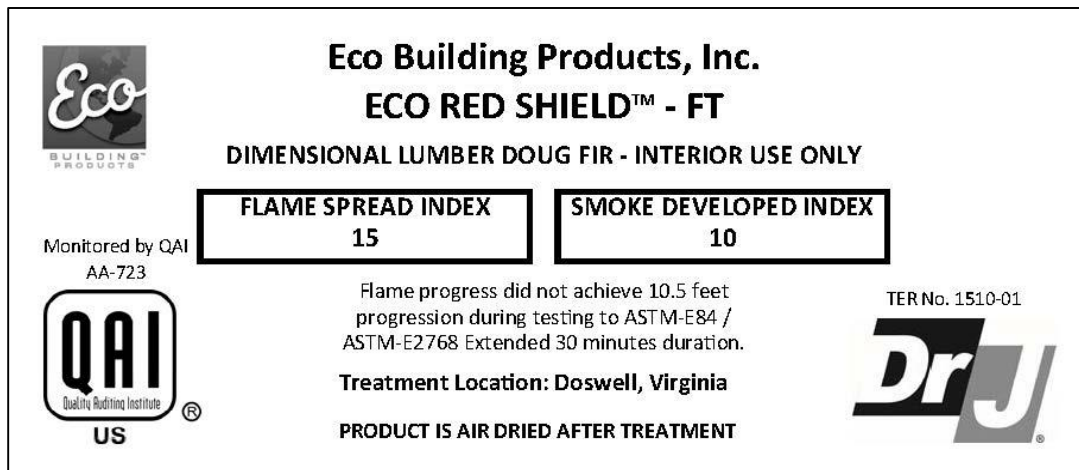 Eco Building Products, Inc.
ECO RED SHIELD™ - FT
DIMENSIONAL LUMBER DOUG FIR - INTERIOR USE ONLY
Eco
BUILDING™
PRODUCTS
FLAME SPREAD INDEX
15
SMOKE DEVELOPED INDEX
10
Monitored by QAI
AA-723
QAI
Quality Auditing Institute
®
US
Flame progress did not achieve 10.5 feet
progression during testing to ASTM-E84 /
ASTM-E2768 Extended 30 minutes duration.
Treatment Location: Doswell, Virginia
PRODUCT IS AIR DRIED AFTER TREATMENT
TER No. 1510-01
DrJ
®